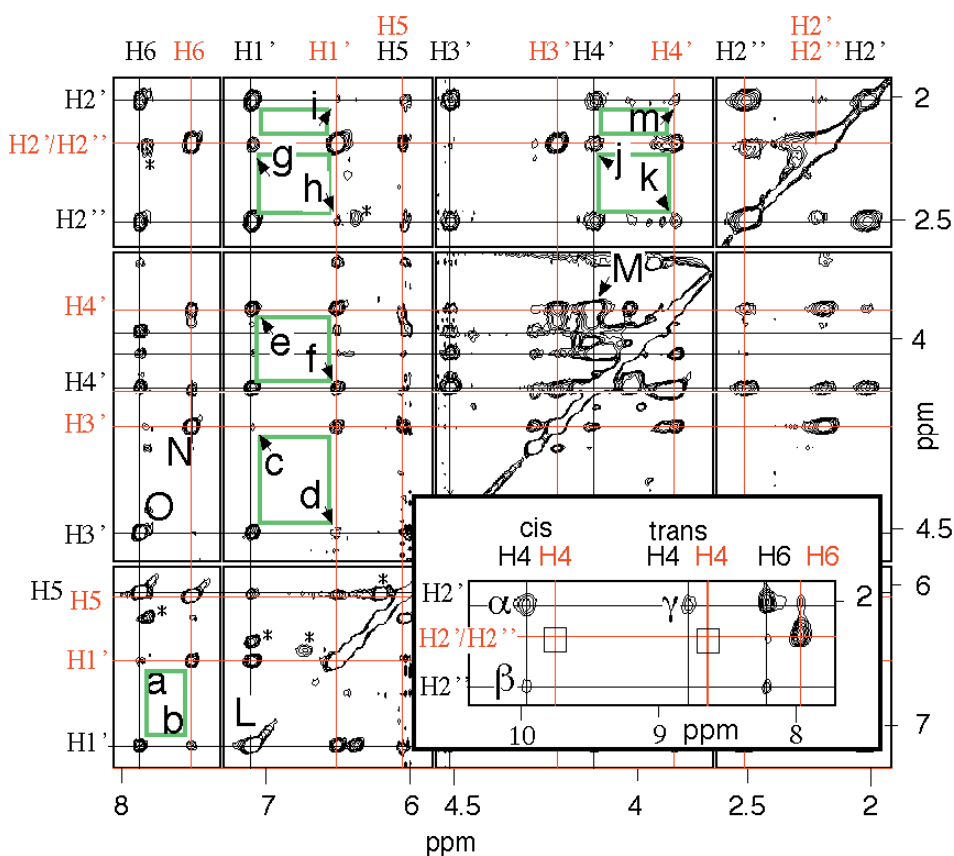 H2'
H6 H6 H1' H1' H5 H5 H3' H3' H4' H4' H2'' H2'' H2'
H2' i m 2
H2'/H2'' * g h j k
H2'' * 2.5
M
H4' e f 4
H4'
H3' N c d
O
H3' 4.5
ppm
cis trans
H4 H4 H4 H4 H6 H6
H5 H5 * * 6
H2' α γ 2
* * *
H1' H2'/H2''
a b
H2'' β
L 7
H1' 10 9 ppm 8
8 7 6 4.5 4 2.5 2
ppm